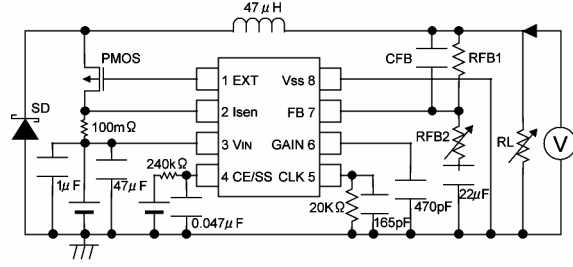 47μH
PMOS
CFB
RFB1
1 EXT
Vss 8
SD
2 Isen
FB 7
100mΩ
3 VIN
GAIN 6
RFB2
RL
V
240kΩ
4 CE/SS
CLK 5
1μF
47μF
22μF
20KΩ
470pF
0.047μF
165pF